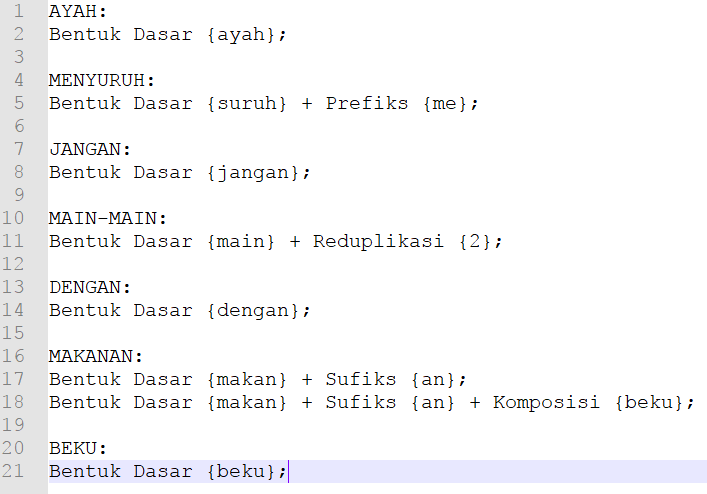 1 AYAH:
2 Bentuk Dasar {ayah};
3
4 MENYURUH:
5 Bentuk Dasar {suruh} + Prefiks {me};
6
7 JANGAN:
8 Bentuk Dasar {jangan};
9
10 MAIN-MAIN:
11 Bentuk Dasar {main} + Reduplikasi {2};
12
13 DENGAN:
14 Bentuk Dasar {dengan};
15
16 MAKANAN:
17 Bentuk Dasar {makan} + Sufiks {an};
18 Bentuk Dasar {makan} + Sufiks {an} + Komposisi {beku};
19
20 BEKU:
21 Bentuk Dasar {beku};